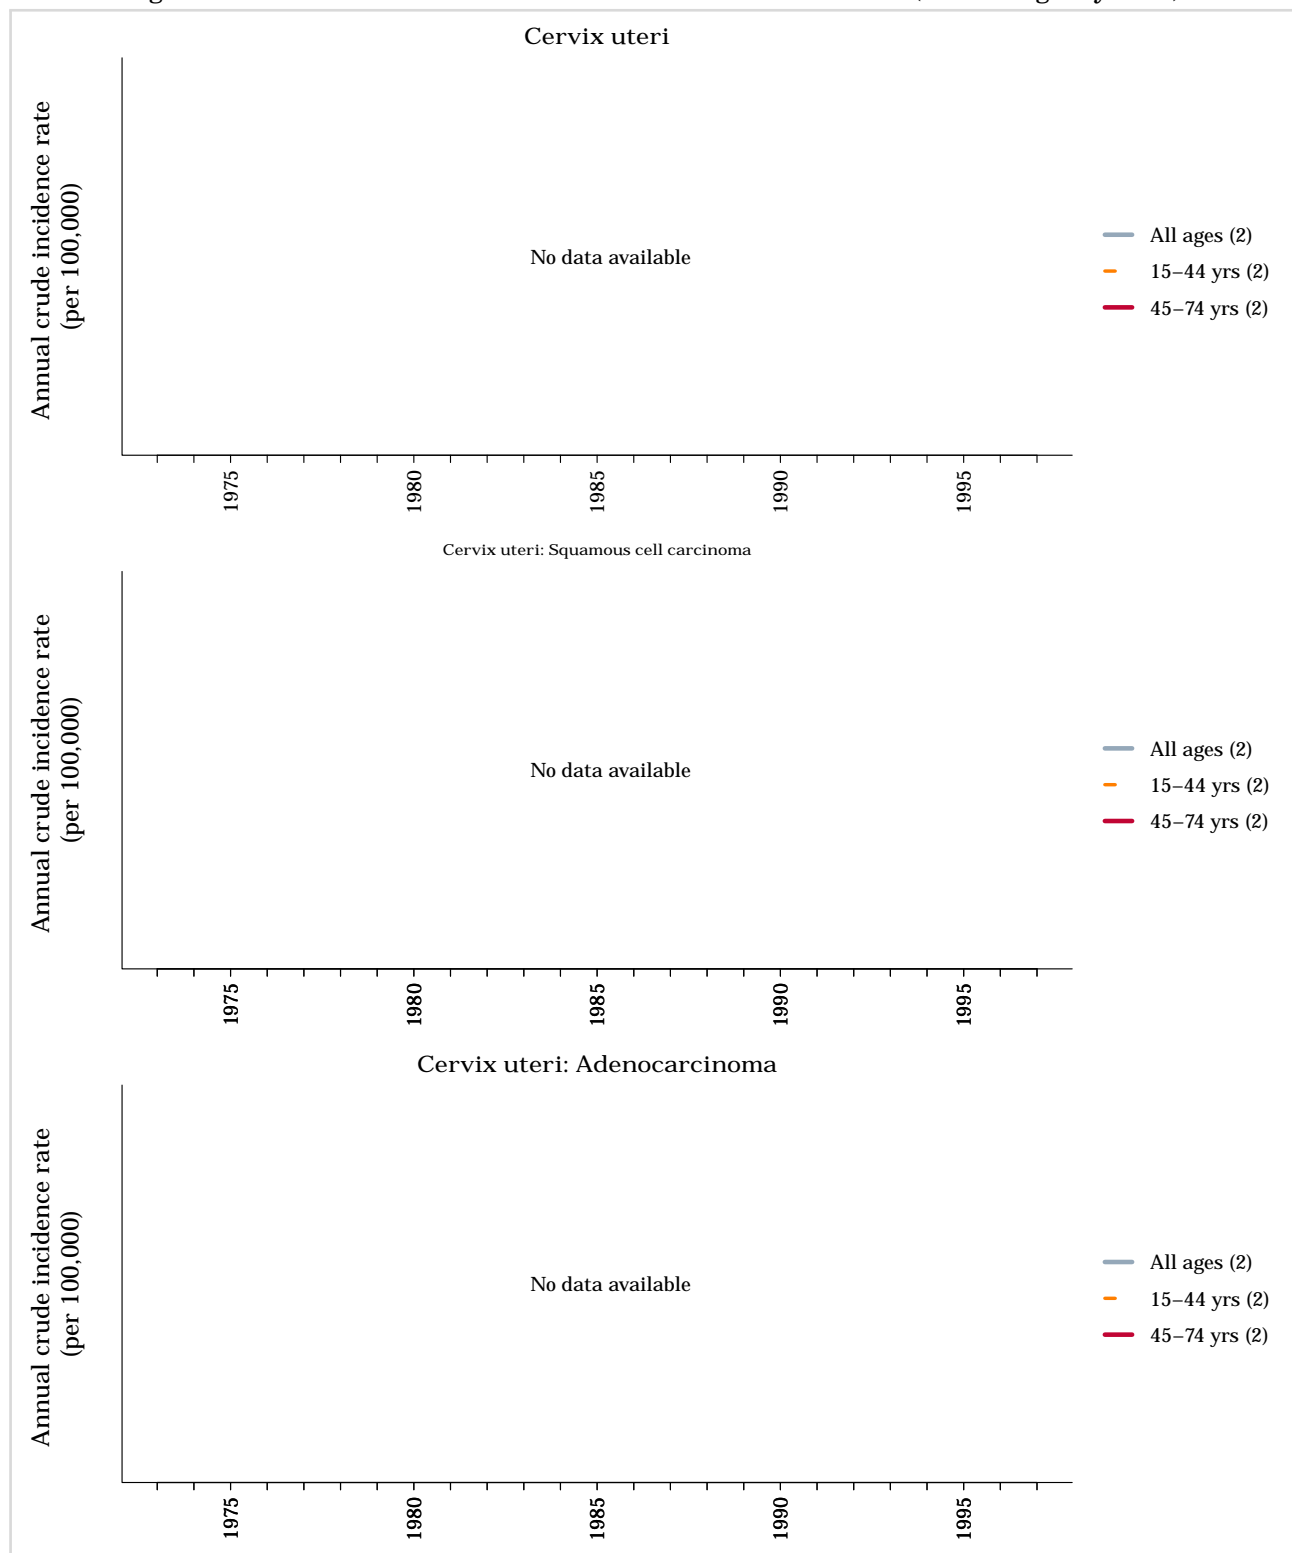 Cervix uteri
Annual crude incidence rate
(per 100,000)
No data available
All ages (2)
15–44 yrs (2)
45–74 yrs (2)
1975
1980
1985
1990
1995
Cervix uteri: Squamous cell carcinoma
Annual crude incidence rate
(per 100,000)
No data available
All ages (2)
15–44 yrs (2)
45–74 yrs (2)
1975
1980
1985
1990
1995
Cervix uteri: Adenocarcinoma
Annual crude incidence rate
(per 100,000)
No data available
All ages (2)
15–44 yrs (2)
45–74 yrs (2)
1975
1980
1985
1990
1995